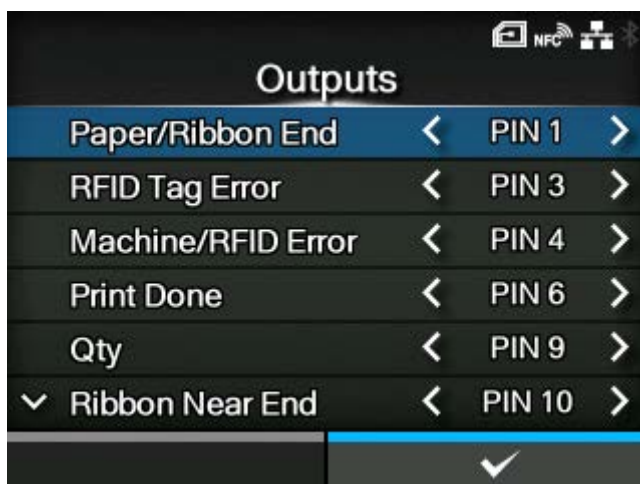 NFC
Outputs
Paper/Ribbon End PIN 1
RFID Tag Error PIN 3
Machine/RFID Error PIN 4
Print Done PIN 6
Qty PIN 9
Ribbon Near End PIN 10